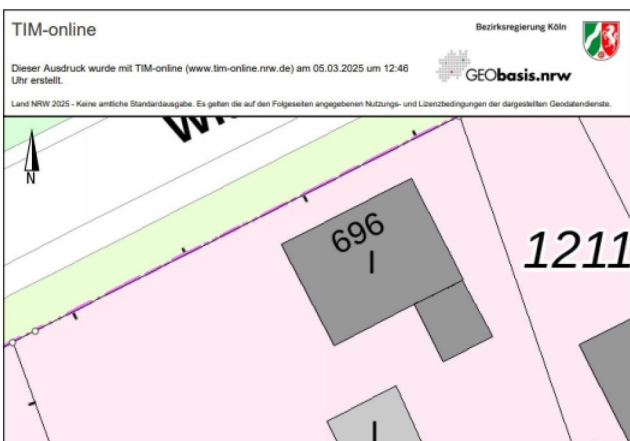 TIM-online
Bezirksregierung Köln
Dieser Ausdruck wurde mit TIM-online (www.tim-online.nrw.de) am 05.03.2025 um 12:46
Uhr erstellt.
GEObasis.nrw
Land NRW 2025 - Keine amtliche Standardausgabe. Es gelten die auf den Folgeseiten angegebenen Nutzungs- und Lizenzbedingungen der dargestellten Geodatendienste.
N
696
I
1211
I